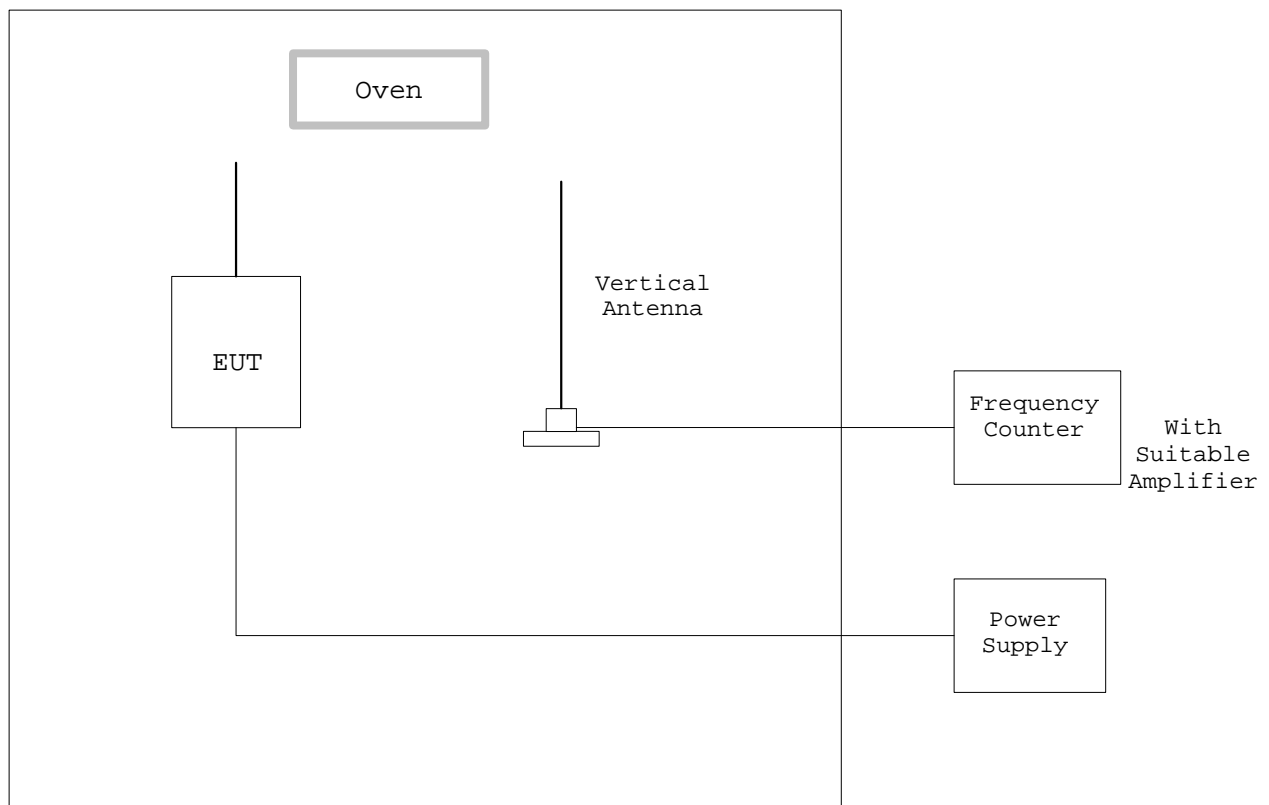 Oven
Vertical
Antenna
EUT
Frequency
Counter
With
Suitable
Amplifier
Power
Supply